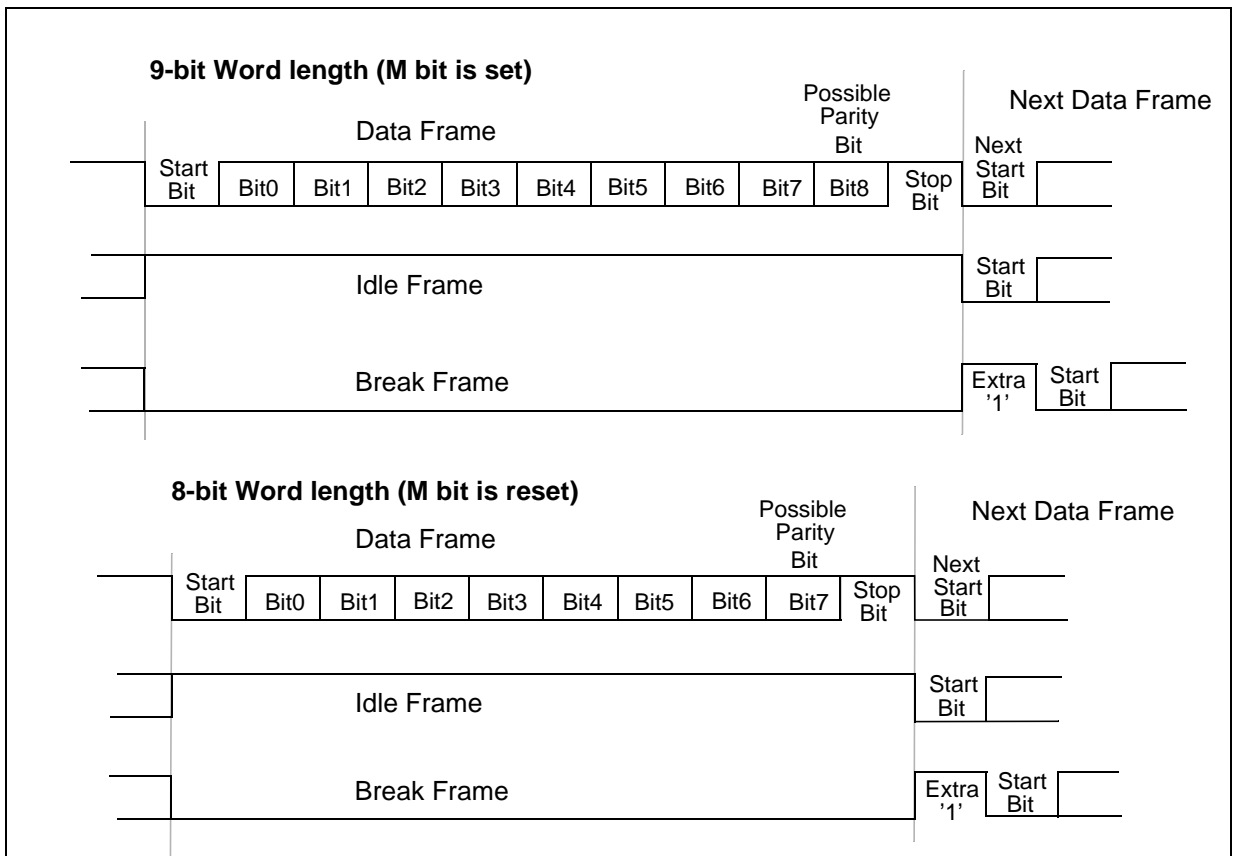 9-bit Word length (M bit is set)
Possible
Parity
Bit
Next Data Frame
Data Frame
Next
Start
Bit
Start
Bit
Bit0 Bit1 Bit2 Bit3 Bit4 Bit5 Bit6 Bit7 Bit8
Stop
Bit
Idle Frame
Start
Bit
Break Frame
Extra
'1'
Start
Bit
8-bit Word length (M bit is reset)
Possible
Parity
Bit
Next Data Frame
Data Frame
Next
Start
Bit
Start
Bit
Bit0 Bit1 Bit2 Bit3 Bit4 Bit5 Bit6 Bit7
Stop
Bit
Idle Frame
Start
Bit
Break Frame
Extra
'1'
Start
Bit